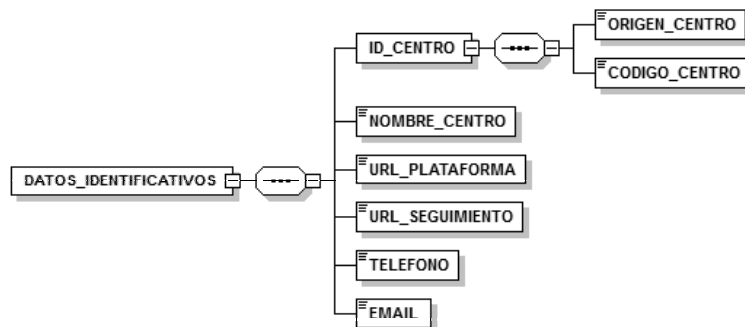 ORIGEN_CENTRO
ID_CENTRO
CODIGO_CENTRO
NOMBRE_CENTRO
URL_PLATAFORMA
DATOS_IDENTIFICATIVOS
URL_SEGUIMIENTO
TELEFONO
EMAIL